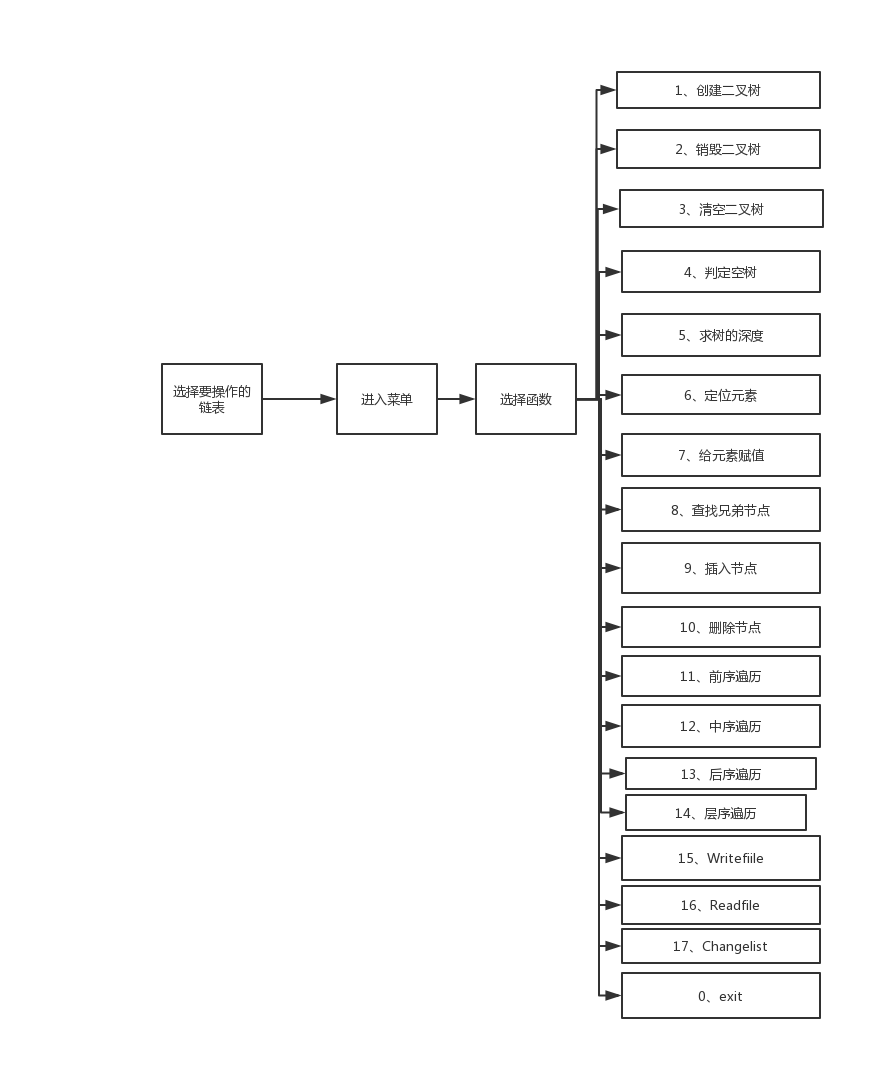 选择要操作的
链表
进入菜单
选择函数
1、创建二叉树
2、销毁二叉树
3、清空二叉树
4、判定空树
5、求树的深度
6、定位元素
7、给元素赋值
8、查找兄弟节点
9、插入节点
10、删除节点
11、前序遍历
12、中序遍历
13、后序遍历
14、层序遍历
15、Writefiile
16、Readfile
17、Changelist
0、exit